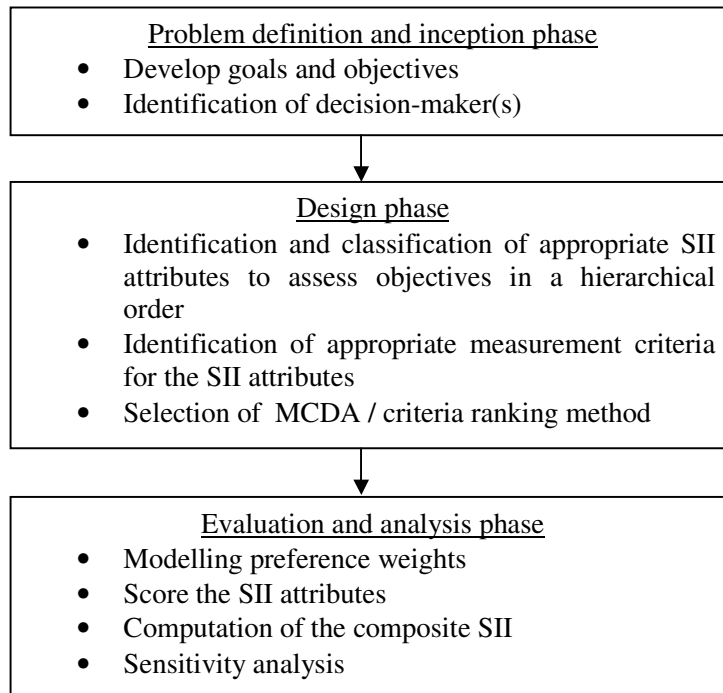 Problem definition and inception phase
• Develop goals and objectives
• Identification of decision-maker(s)
Design phase
• Identification and classification of appropriate SII
attributes to assess objectives in a hierarchical
order
• Identification of appropriate measurement criteria
for the SII attributes
• Selection of MCDA / criteria ranking method
Evaluation and analysis phase
• Modelling preference weights
• Score the SII attributes
• Computation of the composite SII
• Sensitivity analysis